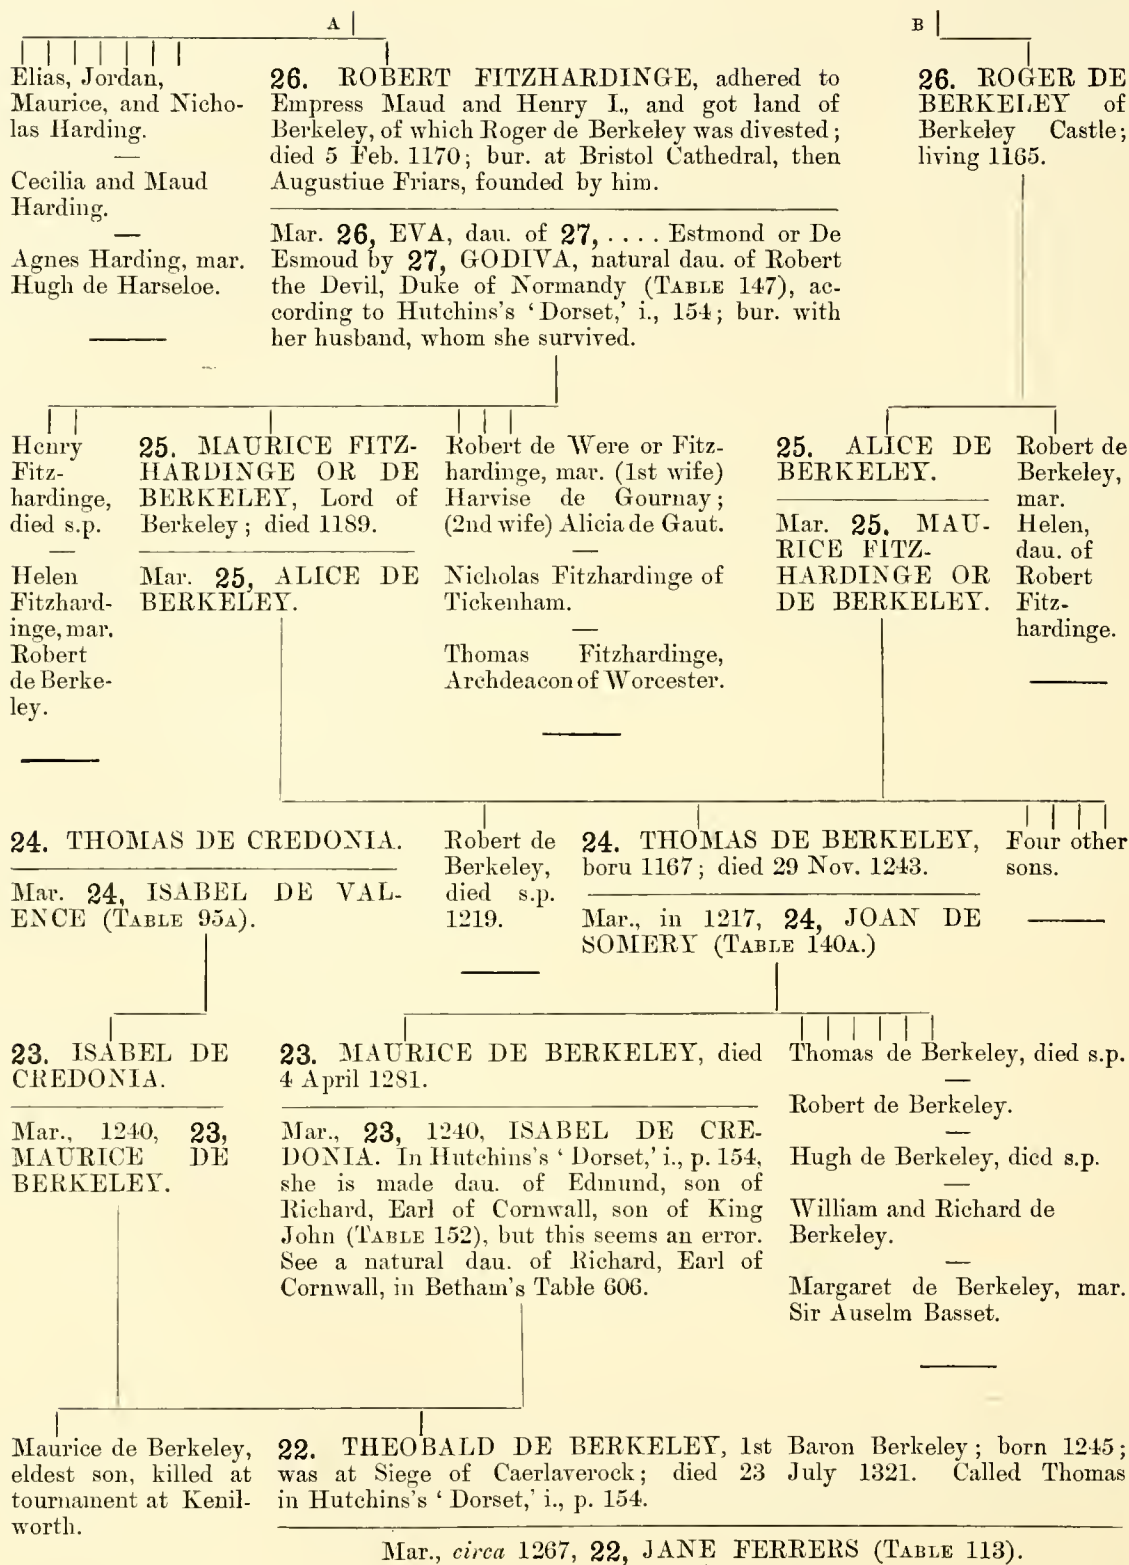 A
B
Elias, Jordan,
Maurice, and Nicho-
las Harding.
—
Cecilia and Maud
Harding.
—
Agnes Harding, mar.
Hugh de Harseloe.
26. ROBERT FITZHARDINGE, adhered to
Empress Maud and Henry I., and got land of
Berkeley, of which Roger de Berkeley was divested;
died 5 Feb. 1170; bur. at Bristol Cathedral, then
Augustiue Friars, founded by him.
Mar. 26, EVA, dau. of 27, .... Estmond or De
Esmoud by 27, GODIVA, natural dau. of Robert
the Devil, Duke of Normandy (TABLE 147), ac-
cording to Hutchins's ‘Dorset,’ i., 154; bur. with
her husband, whom she survived.
26. ROGER DE
BERKELEY of
Berkeley Castle;
living 1165.
Henry
Fitz-
hardinge,
died s.p.
—
Helen
Fitzhard-
inge, mar.
Robert
de Berke-
ley.
25. MAURICE FITZ-
HARDINGE OR DE
BERKELEY, Lord of
Berkeley; died 1189.
Mar. 25, ALICE DE
BERKELEY.
Robert de Were or Fitz-
hardinge, mar. (1st wife)
Harvise de Gournay;
(2nd wife) Alicia de Gaut.
—
Nicholas Fitzhardinge of
Tickenham.
—
Thomas Fitzhardinge,
Archdeacon of Worcester.
25. ALICE DE
BERKELEY.
Mar. 25, MAU-
RICE FITZ-
HARDINGE OR
DE BERKELEY.
Robert de
Berkeley,
mar.
Helen,
dau. of
Robert
Fitz-
hardinge.
24. THOMAS DE CREDONIA.
Mar. 24, ISABEL DE VAL-
ENCE (TABLE 95A).
Robert de
Berkeley,
died s.p.
1219.
24. THOMAS DE BERKELEY,
boru 1167; died 29 Nov. 1243.
Mar., in 1217, 24, JOAN DE
SOMERY (TABLE 140A.)
Four other
sons.
23. ISABEL DE
CREDONIA.
Mar., 1240, 23,
MAURICE DE
BERKELEY.
23. MAURICE DE BERKELEY, died
4 April 1281.
Mar., 23, 1240, ISABEL DE CRE-
DONIA. In Hutchins's ‘Dorset,’ i., p. 154,
she is made dau. of Edmund, son of
Richard, Earl of Cornwall, son of King
John (TABLE 152), but this seems an error.
See a natural dau. of Richard, Earl of
Cornwall, in Betham's Table 606.
Thomas de Berkeley, died s.p.
—
Robert de Berkeley.
—
Hugh de Berkeley, died s.p.
—
William and Richard de
Berkeley.
—
Margaret de Berkeley, mar.
Sir Auselm Basset.
Maurice de Berkeley,
eldest son, killed at
tournament at Kenil-
worth.
22. THEOBALD DE BERKELEY, 1st Baron Berkeley; born 1245;
was at Siege of Caerlaverock; died 23 July 1321. Called Thomas
in Hutchins's ‘Dorset,’ i., p. 154.
Mar., circa 1267, 22, JANE FERRERS (TABLE 113).